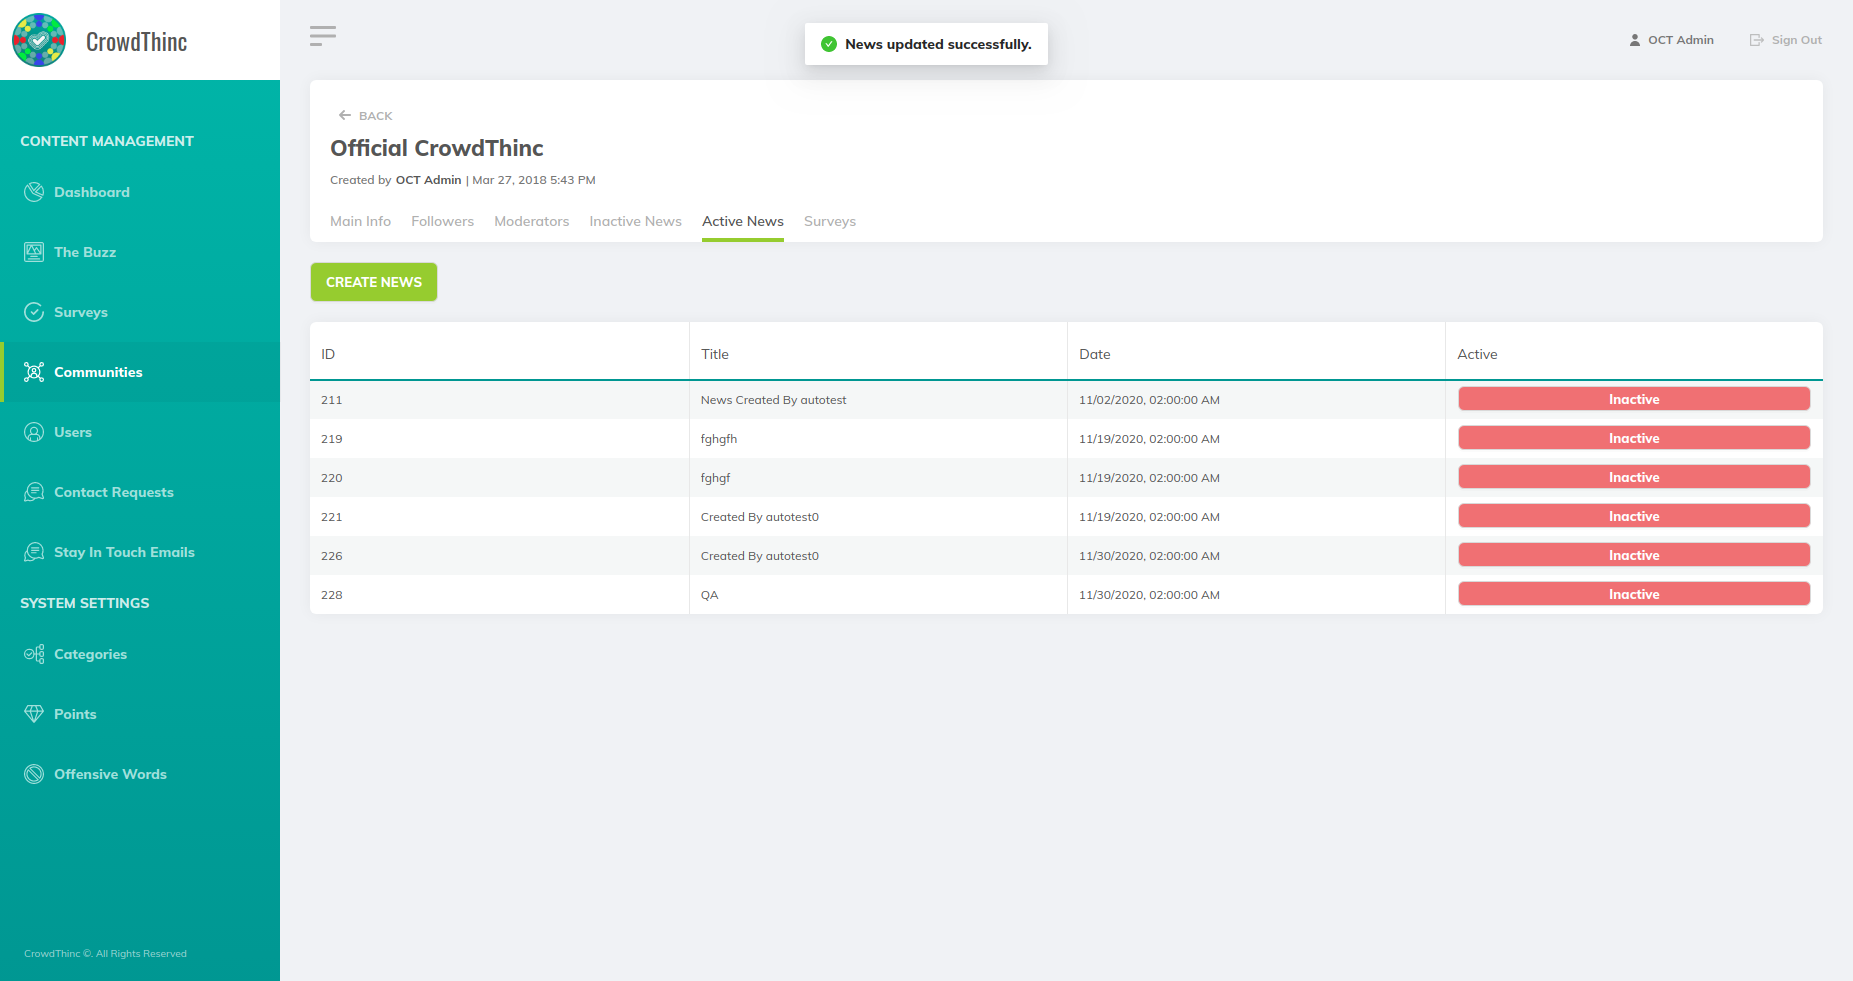 CrowdThinc
News updated successfully.
OCT Admin
Sign Out
CONTENT MANAGEMENT
Dashboard
The Buzz
Surveys
Communities
Users
Contact Requests
Stay In Touch Emails
SYSTEM SETTINGS
Categories
Points
Offensive Words
CrowdThinc ©. All Rights Reserved
BACK
Official CrowdThinc
Created by OCT Admin | Mar 27, 2018 5:43 PM
Main Info Followers Moderators Inactive News Active News Surveys
CREATE NEWS
ID Title Date Active
211 News Created By autotest 11/02/2020, 02:00:00 AM Inactive
219 fghgfh 11/19/2020, 02:00:00 AM Inactive
220 fghgf 11/19/2020, 02:00:00 AM Inactive
221 Created By autotest0 11/19/2020, 02:00:00 AM Inactive
226 Created By autotest0 11/30/2020, 02:00:00 AM Inactive
228 QA 11/30/2020, 02:00:00 AM Inactive